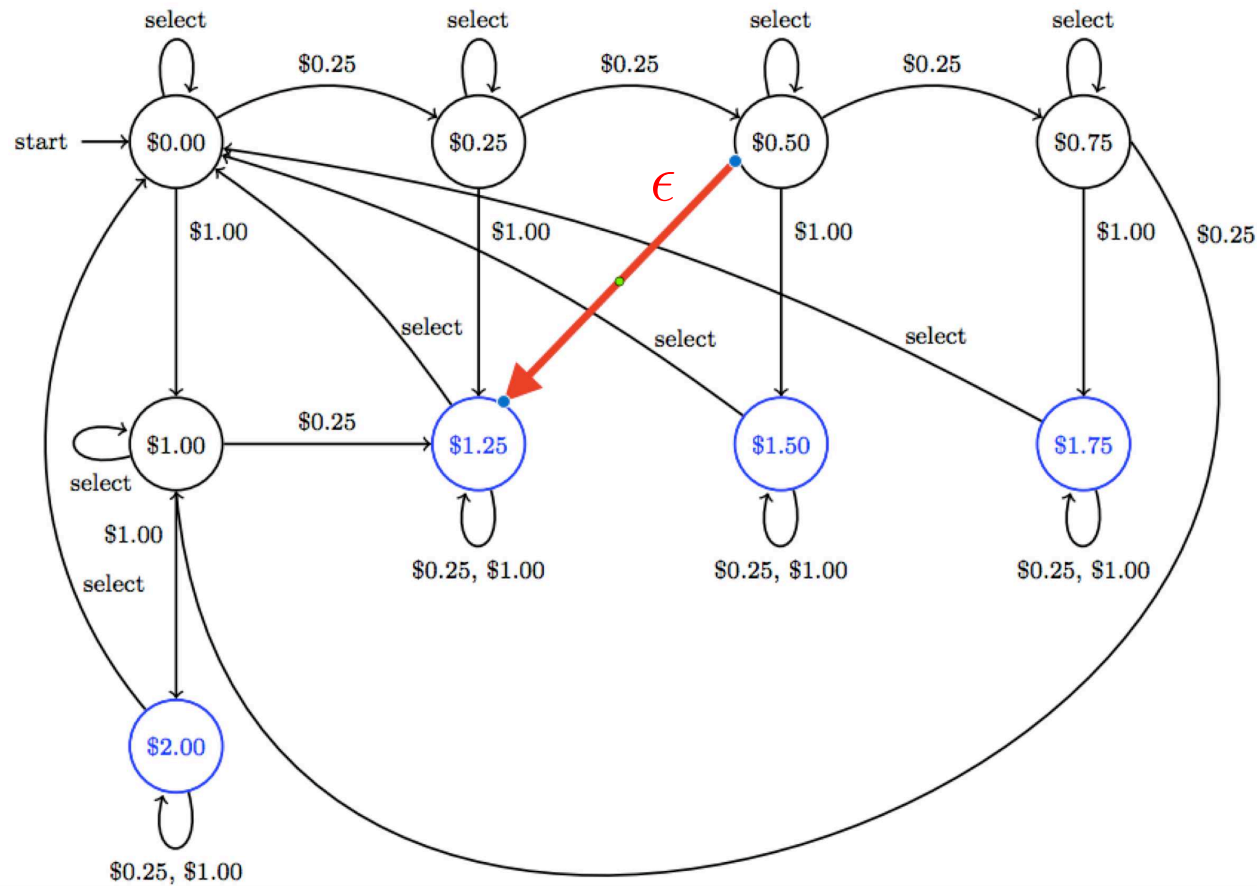 select select select select
$0.25 $0.25 $0.25
start $0.00 $0.25 $0.50 $0.75
ϵ
$1.00 $1.00 $1.00 $1.00 $0.25
select select select
$0.25
$1.00 $1.25 $1.50 $1.75
select
$1.00
$0.25, $1.00 $0.25, $1.00 $0.25, $1.00
select
$2.00
$0.25, $1.00